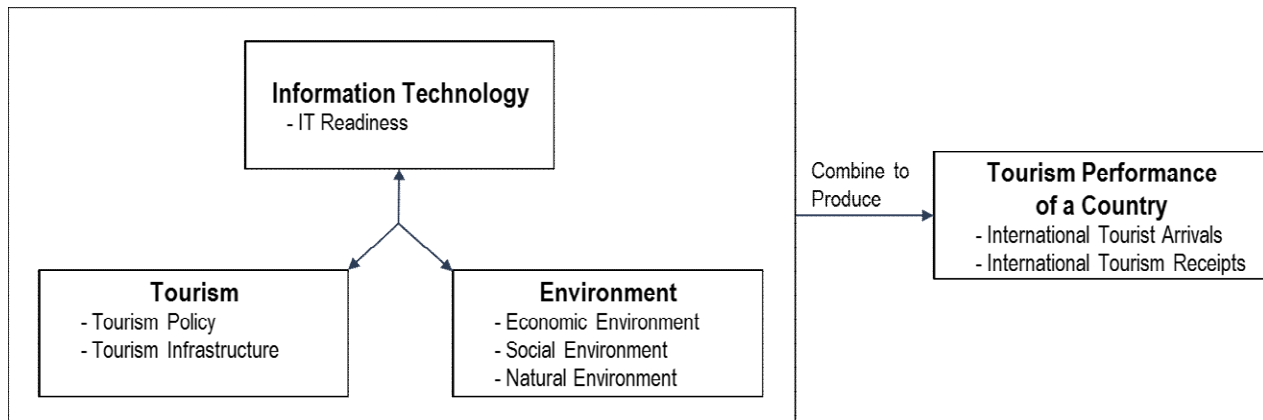 Information Technology
- IT Readiness
Tourism
- Tourism Policy
- Tourism Infrastructure
Environment
- Economic Environment
- Social Environment
- Natural Environment
Combine to
Produce
Tourism Performance
of a Country
- International Tourist Arrivals
- International Tourism Receipts